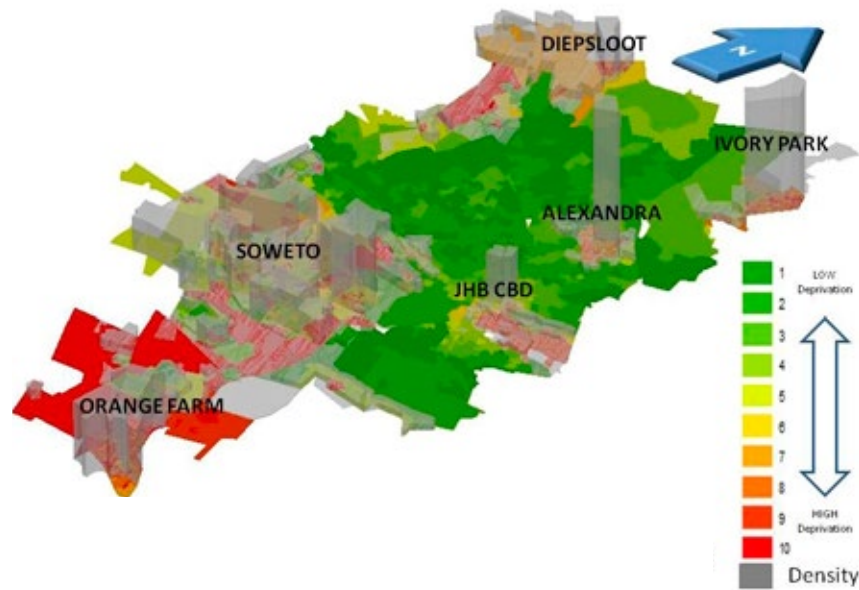 DIEPSLOOT
N
IVORY PARK
ALEXANDRA
SOWETO
JHB CBD
ORANGE FARM
1 LOW
2 Deprivation
3
4
5
6
7
8
9 HIGH
Deprivation
10
Density